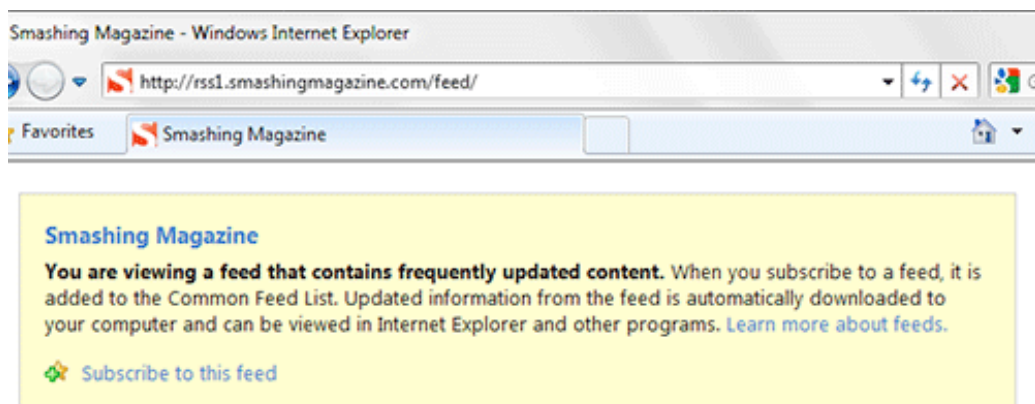 Smashing Magazine - Windows Internet Explorer
http://rss1.smashingmagazine.com/feed/
Favorites
Smashing Magazine
Smashing Magazine
You are viewing a feed that contains frequently updated content. When you subscribe to a feed, it is
added to the Common Feed List. Updated information from the feed is automatically downloaded to
your computer and can be viewed in Internet Explorer and other programs. Learn more about feeds.
Subscribe to this feed